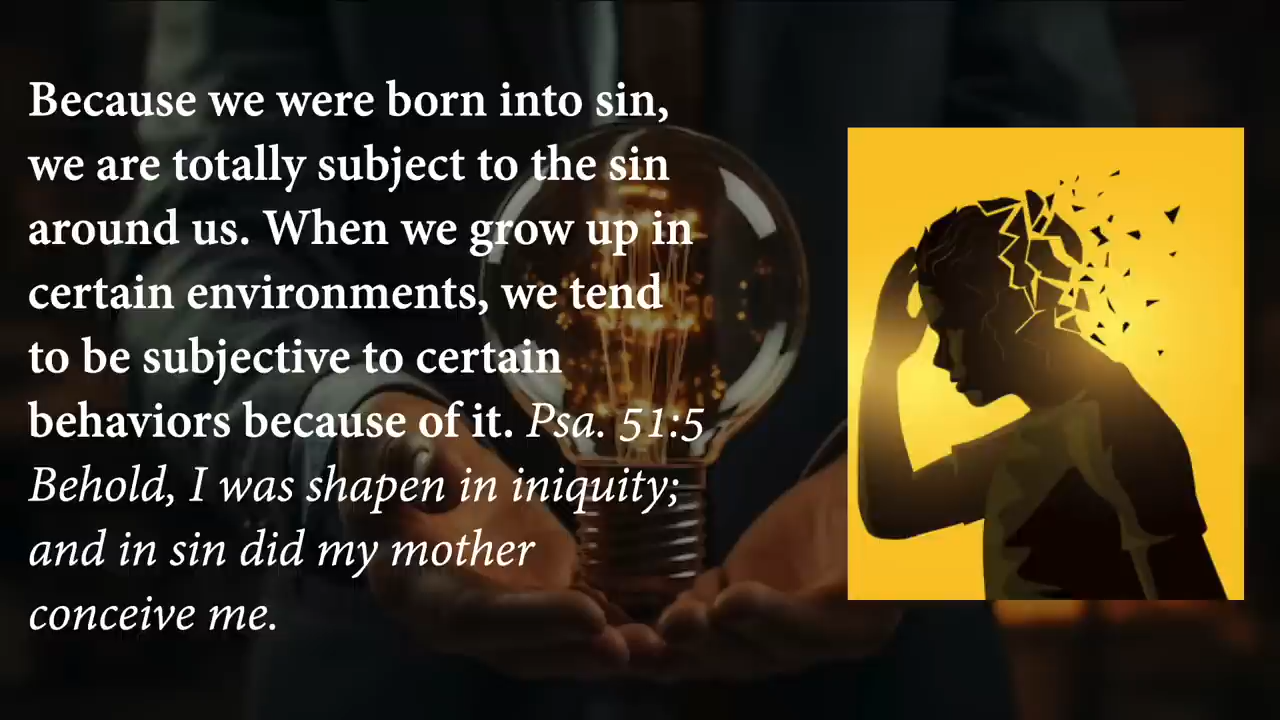 Because we were born into sin,
we are totally subject to the sin
around us. When we grow up in
certain environments, we tend
to be subjective to certain
behaviors because of it. Psa. 51:5
Behold, I was shapen in iniquity;
and in sin did my mother
conceive me.